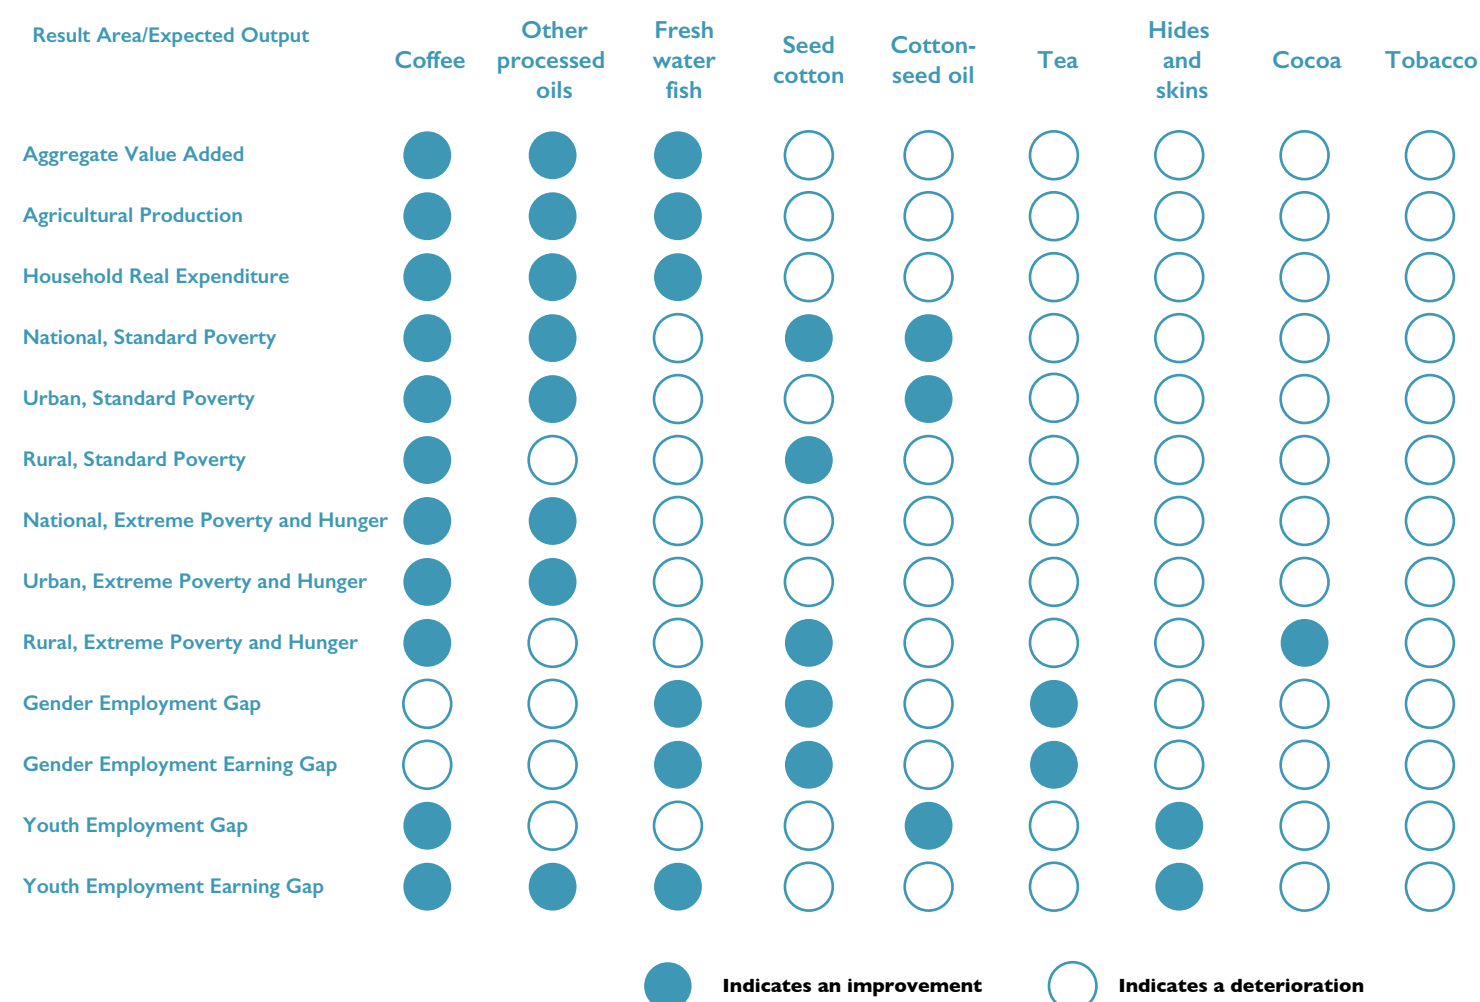 Result Area/Expected Output
Coffee
Other
processed
oils
Fresh
water
fish
Seed
cotton
Cotton-
seed oil
Tea
Hides
and
skins
Cocoa
Tobacco
Aggregate Value Added
Agricultural Production
Household Real Expenditure
National, Standard Poverty
Urban, Standard Poverty
Rural, Standard Poverty
National, Extreme Poverty and Hunger
Urban, Extreme Poverty and Hunger
Rural, Extreme Poverty and Hunger
Gender Employment Gap
Gender Employment Earning Gap
Youth Employment Gap
Youth Employment Earning Gap
Indicates an improvement
Indicates a deterioration